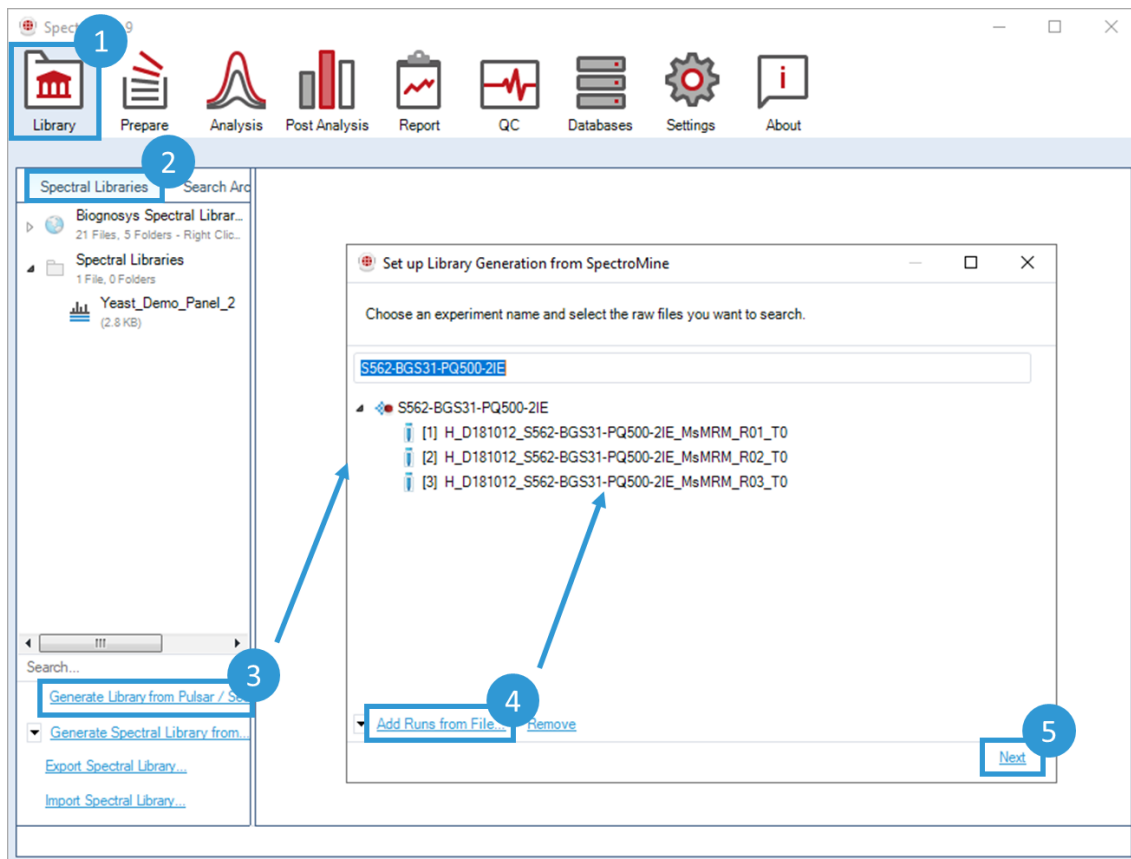 Spect
9
1
Library
Prepare
Analysis
Post Analysis
Report
QC
Databases
Settings
About
2
Spectral Libraries
Search Arc
Biognosys Spectral Librar...
21 Files, 5 Folders - Right Clic...
Spectral Libraries
1 File, 0 Folders
Yeast_Demo_Panel_2
(2.8 KB)
Search...
3
Generate Library from Pulsar / Se
Generate Spectral Library from...
Export Spectral Library...
Import Spectral Library...
Set up Library Generation from SpectroMine
Choose an experiment name and select the raw files you want to search.
S562-BGS31-PQ500-2IE
S562-BGS31-PQ500-2IE
[1] H_D181012_S562-BGS31-PQ500-2IE_MsMRM_R01_T0
[2] H_D181012_S562-BGS31-PQ500-2IE_MsMRM_R02_T0
[3] H_D181012_S562-BGS31-PQ500-2IE_MsMRM_R03_T0
4
Add Runs from File...
Remove
5
Next